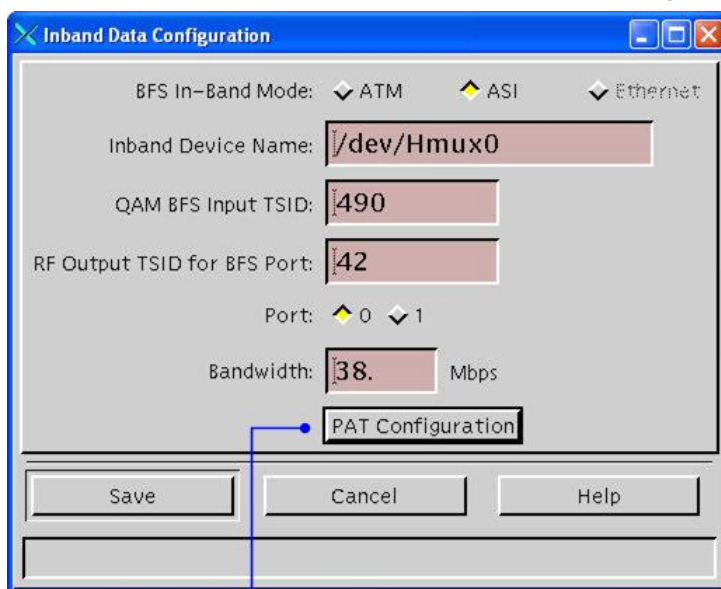 Inband Data Configuration
BFS In-Band Mode: ATM ASI Ethernet
Inband Device Name: /dev/Hmux0
QAM BFS Input TSID: 490
RF Output TSID for BFS Port: 42
Port: 0 1
Bandwidth: 38. Mbps
PAT Configuration
Save Cancel Help